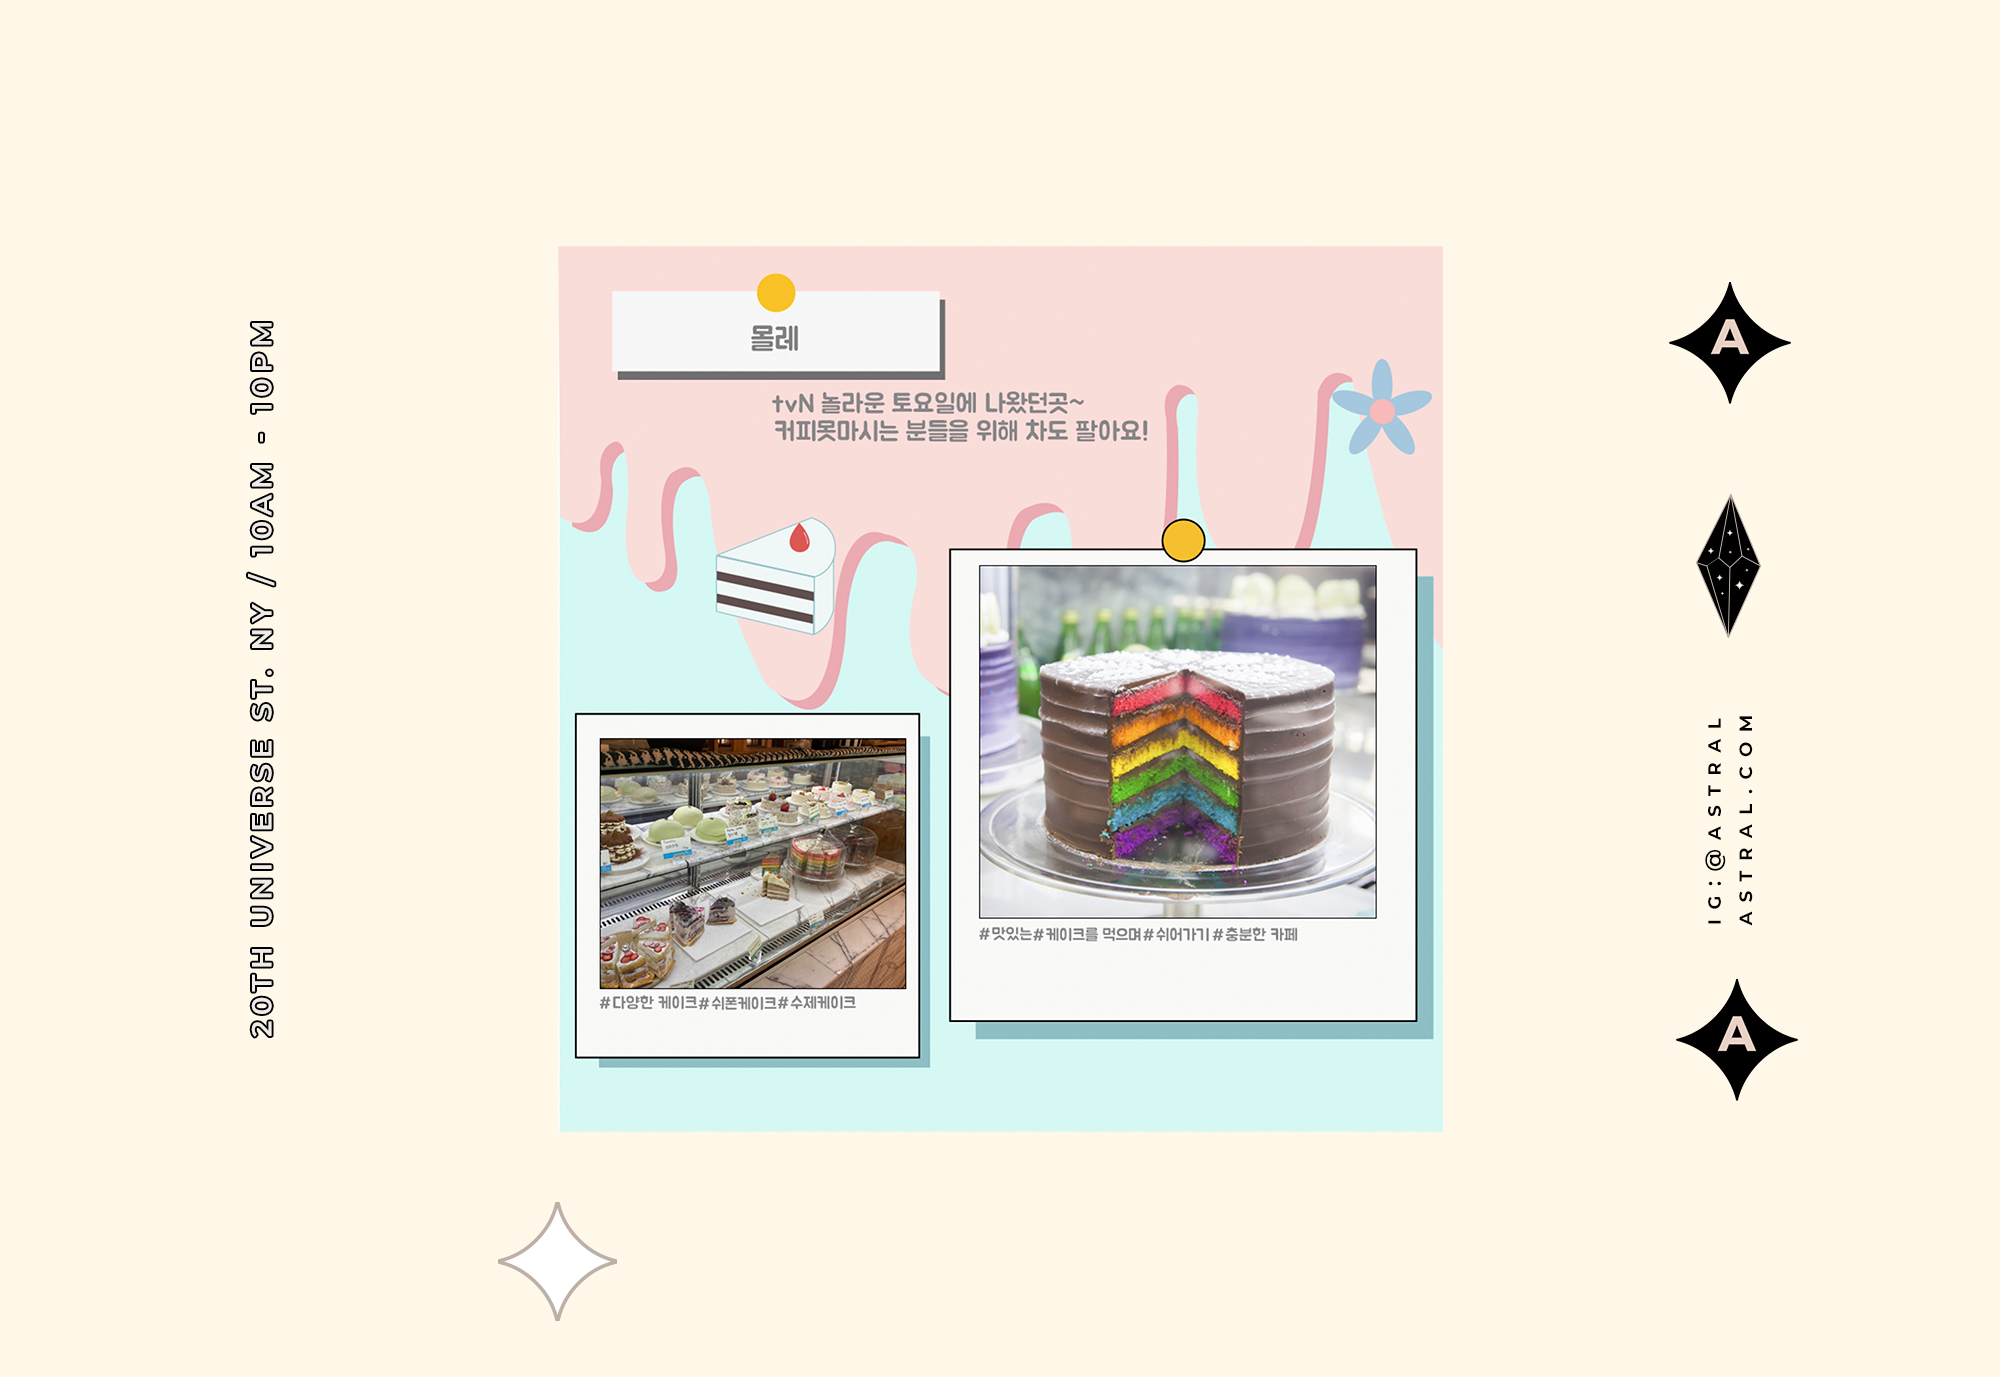 20TH UNIVERSE ST. NY / 10AM - 10PM
몰레
tvN 놀라운 토요일에 나왔던곳~
커피못마시는 분들을 위해 차도 팔아요!
#다양한 케이크#쉬폰케이크#수제케이크
#맛있는#케이크를 먹으며#쉬어가기 #충분한 카페
A
IG:@ASTRAL
ASTRAL.COM
A